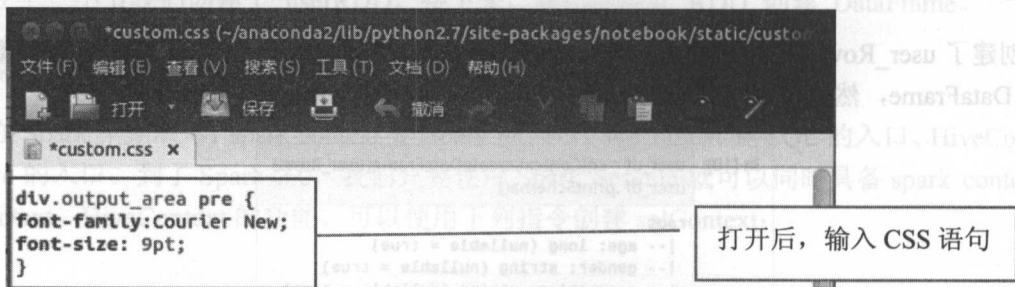 *custom.css (~/anaconda2/lib/python2.7/site-packages/notebook/static/custom
文件(F) 编辑(E) 查看(V) 搜索(S) 工具(T) 文档(D) 帮助(H)
打开 保存 撤消
*custom.css ×
div.output_area pre {
font-family:Courier New;
font-size: 9pt;
}
打开后，输入 CSS 语句